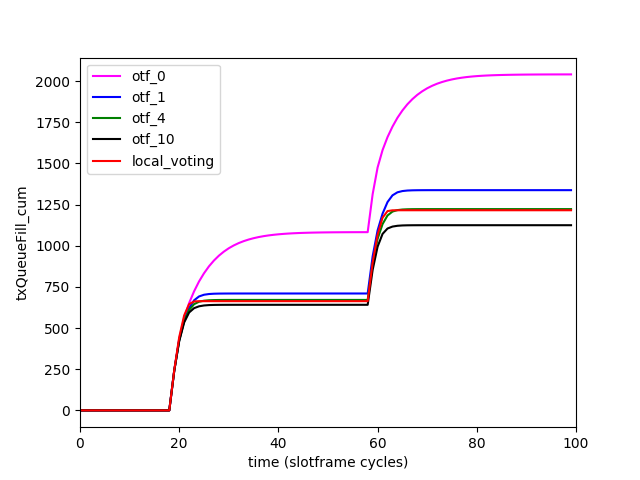 otf_0
otf_1
otf_4
otf_10
local_voting
2000
1750
1500
1250
1000
750
500
250
0
txQueueFill_cum
0 20 40 60 80 100
time (slotframe cycles)